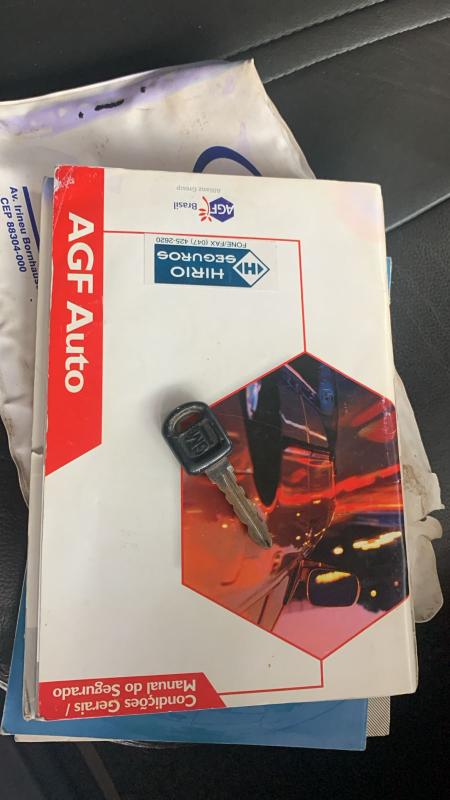 AGF Brasil
Allianz Group
HIRIO
SEGUROS
FONE/FAX (047) 425-2620
AGF Auto
Condições Gerais /
Manual do Segurado
GM
Av. Irineu Bornhaus
CEP 88304-000